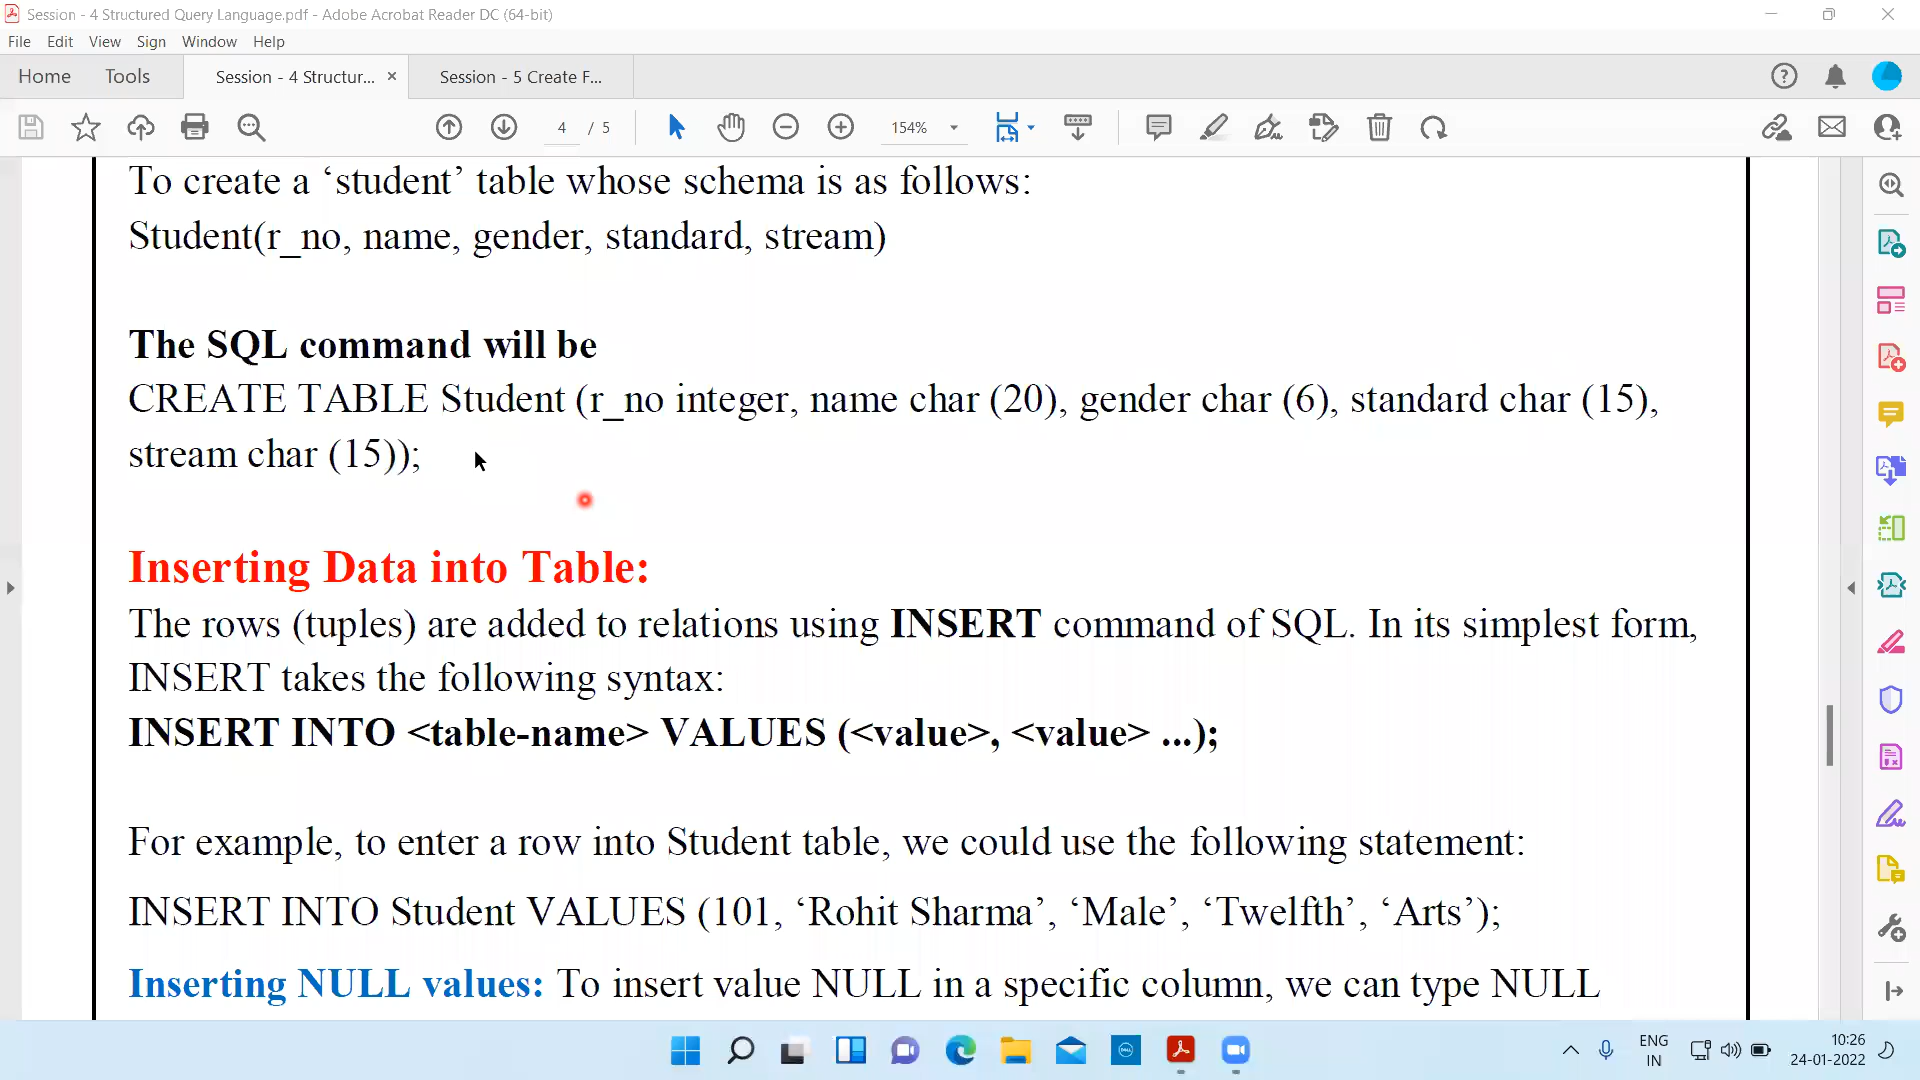 Session - 4 Structured Query Language.pdf - Adobe Acrobat Reader DC (64-bit)
File Edit View Sign Window Help
Home Tools Session - 4 Structur... × Session - 5 Create F...
4 / 5 154%
To create a ‘student’ table whose schema is as follows:
Student(r_no, name, gender, standard, stream)
The SQL command will be
CREATE TABLE Student (r_no integer, name char (20), gender char (6), standard char (15),
stream char (15));
Inserting Data into Table:
The rows (tuples) are added to relations using INSERT command of SQL. In its simplest form,
INSERT takes the following syntax:
INSERT INTO <table-name> VALUES (<value>, <value> ...);
For example, to enter a row into Student table, we could use the following statement:
INSERT INTO Student VALUES (101, ‘Rohit Sharma’, ‘Male’, ‘Twelfth’, ‘Arts’);
Inserting NULL values: To insert value NULL in a specific column, we can type NULL
ENG
IN
10:26
24-01-2022